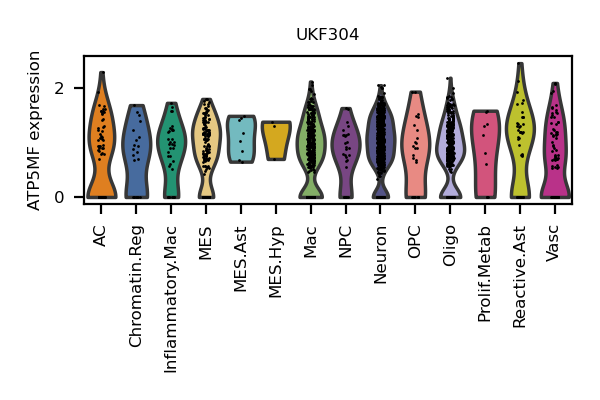 UKF304
ATP5MF expression
2
0
AC
Chromatin.Reg
Inflammatory.Mac
MES
MES.Ast
MES.Hyp
Mac
NPC
Neuron
OPC
Oligo
Prolif.Metab
Reactive.Ast
Vasc